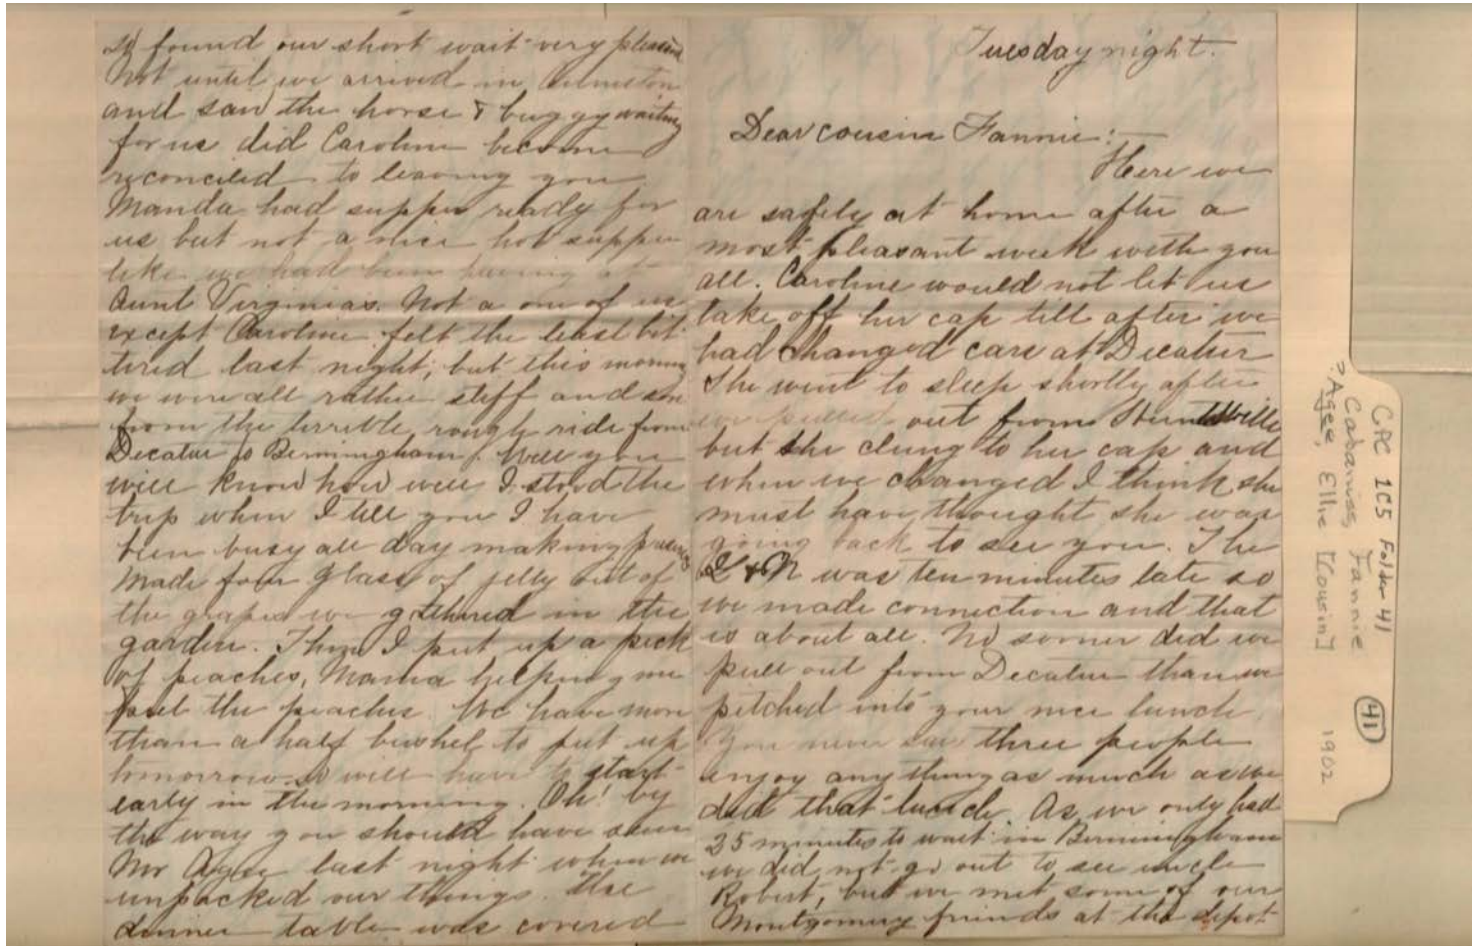 Tuesday night.
Dear cousin Fannie:—
Here we
are safely at home after a
most pleasant week with you
all. Caroline would not let us
take off her cap till after we
had changed cars at Decatur
She went to sleep shortly after
we pulled out from Huntsville
but she clung to her cap and
when we changed I think she
must have thought she was
going back to see you. The
L & N was ten minutes late so
we made connection and that
is about all. No sooner did we
pull out from Decatur than we
pitched into your nice lunch
You never saw three people
enjoy any thing as much as we
did that lunch. As we only had
35 minutes to wait in Birmingham
we did not go out to see uncle
Robert, but we met some of our
Montgomery friends at the depot
so found our short wait very pleasant
Not until we arrived in
and saw the horse & buggy waiting
for us did Caroline become
reconciled to leaving you.
Manda had supper ready for
us but not a nice hot supper
like we had been having at
Aunt Virginias. Not a one of us
except Caroline felt the least bit
tired last night, but this morning
we were all rather stiff and
from the terrible rough ride from
Decatur to Birmingham. Well you
will know how well I stood the
trip when I tell you I have
been busy all day making preserves
Made four glass of jelly out of
the grapes we gathered in the
garden. Then I put up a peck
of peaches, Mama helping me
peel the peaches. We have more
than a half bushel to put up
tomorrow so will have to start
early in the morning. Oh! by
the way you should have seen
Mr Agee last night when we
unpacked our things. The
dinner table was covered
CPC 1C5 Folder 41
Cabaniss, Fannie
? Agee, Ellie [Cousin]
41
1902